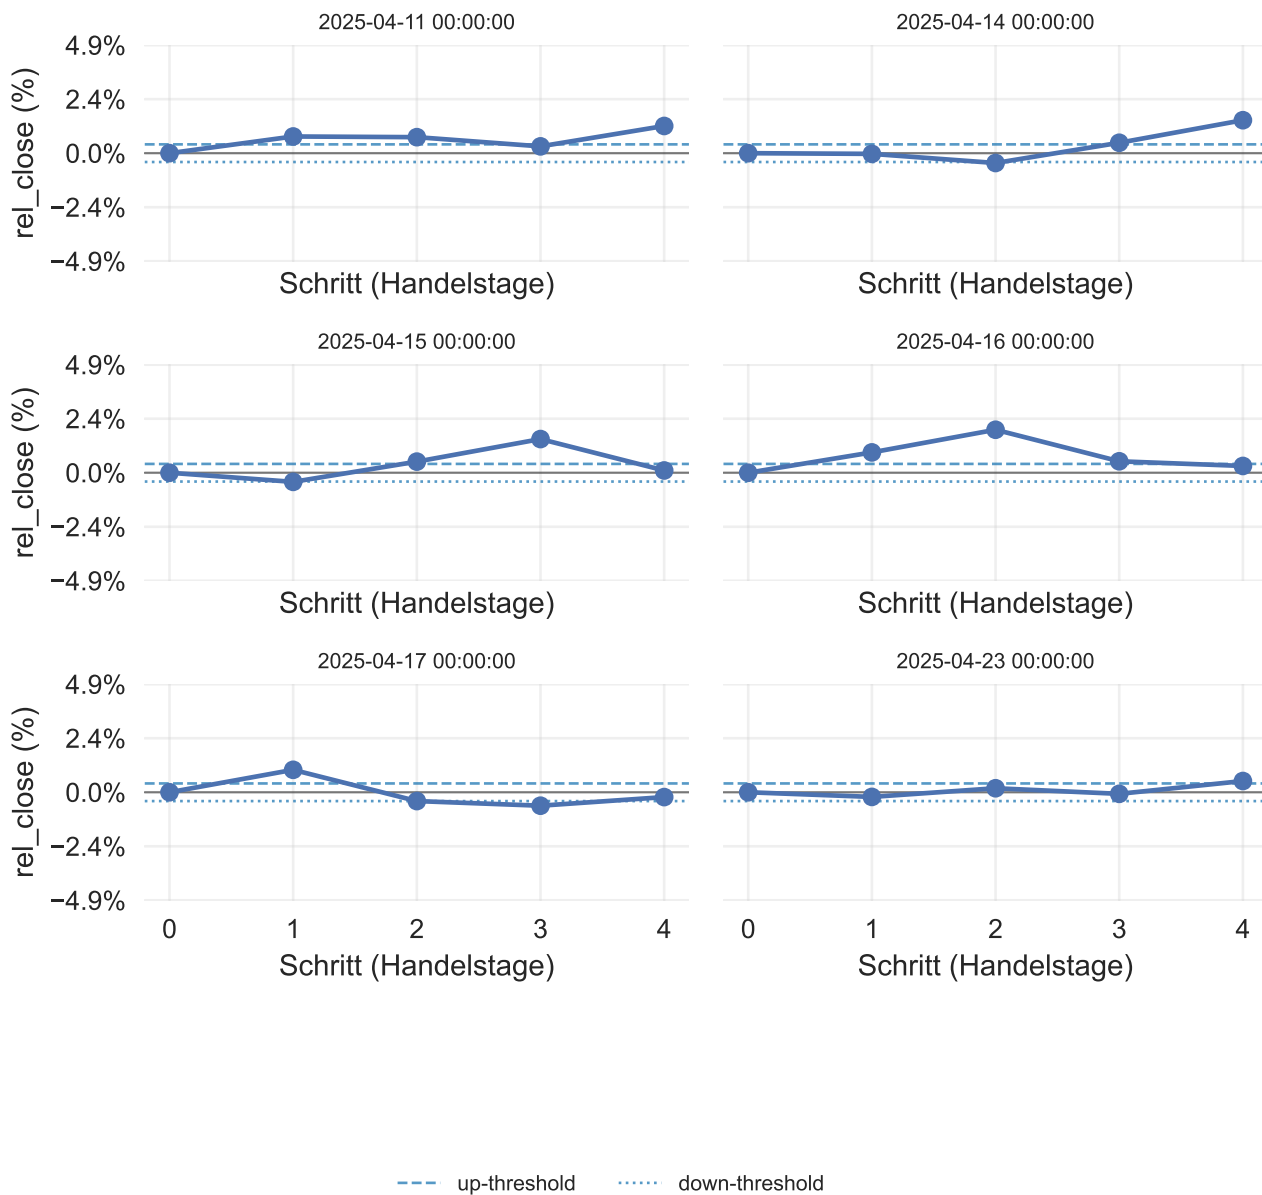 2025-04-11 00:00:00
2025-04-14 00:00:00
4.9%
2.4%
0.0%
−2.4%
−4.9%
rel_close (%)
Schritt (Handelstage)
Schritt (Handelstage)
2025-04-15 00:00:00
2025-04-16 00:00:00
4.9%
2.4%
0.0%
−2.4%
−4.9%
rel_close (%)
Schritt (Handelstage)
Schritt (Handelstage)
2025-04-17 00:00:00
2025-04-23 00:00:00
4.9%
2.4%
0.0%
−2.4%
−4.9%
rel_close (%)
0 1 2 3 4
0 1 2 3 4
Schritt (Handelstage)
Schritt (Handelstage)
up-threshold down-threshold